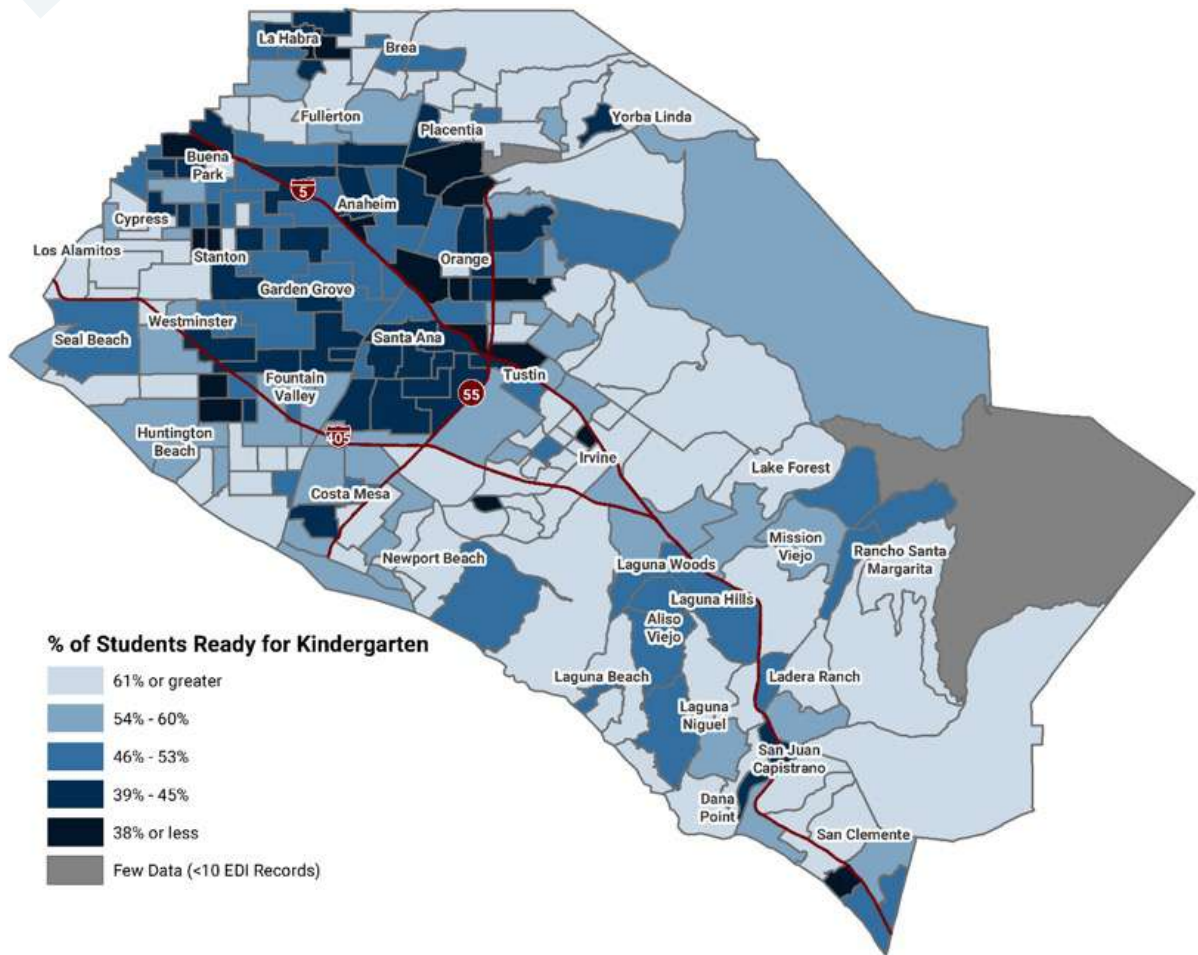 La Habra
Brea
Fullerton
Placentia
Yorba Linda
Buena
Park
5
Anaheim
Cypress
Los Alamitos
Stanton
Orange
Garden Grove
Westminster
Seal Beach
Santa Ana
Tustin
Fountain
Valley
55
405
Huntington
Beach
Irvine
Lake Forest
Costa Mesa
Mission
Viejo
Rancho Santa
Margarita
Newport Beach
Laguna Woods
Laguna Hills
Aliso
Viejo
Laguna Beach
Ladera Ranch
Laguna
Niguel
San Juan
Capistrano
Dana
Point
San Clemente
% of Students Ready for Kindergarten
61% or greater
54% - 60%
46% - 53%
39% - 45%
38% or less
Few Data (<10 EDI Records)